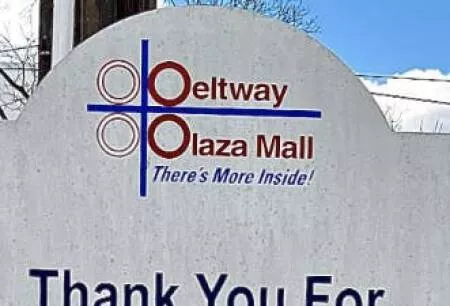 Oeltway
Olaza Mall
There's More Inside!
Thank You For